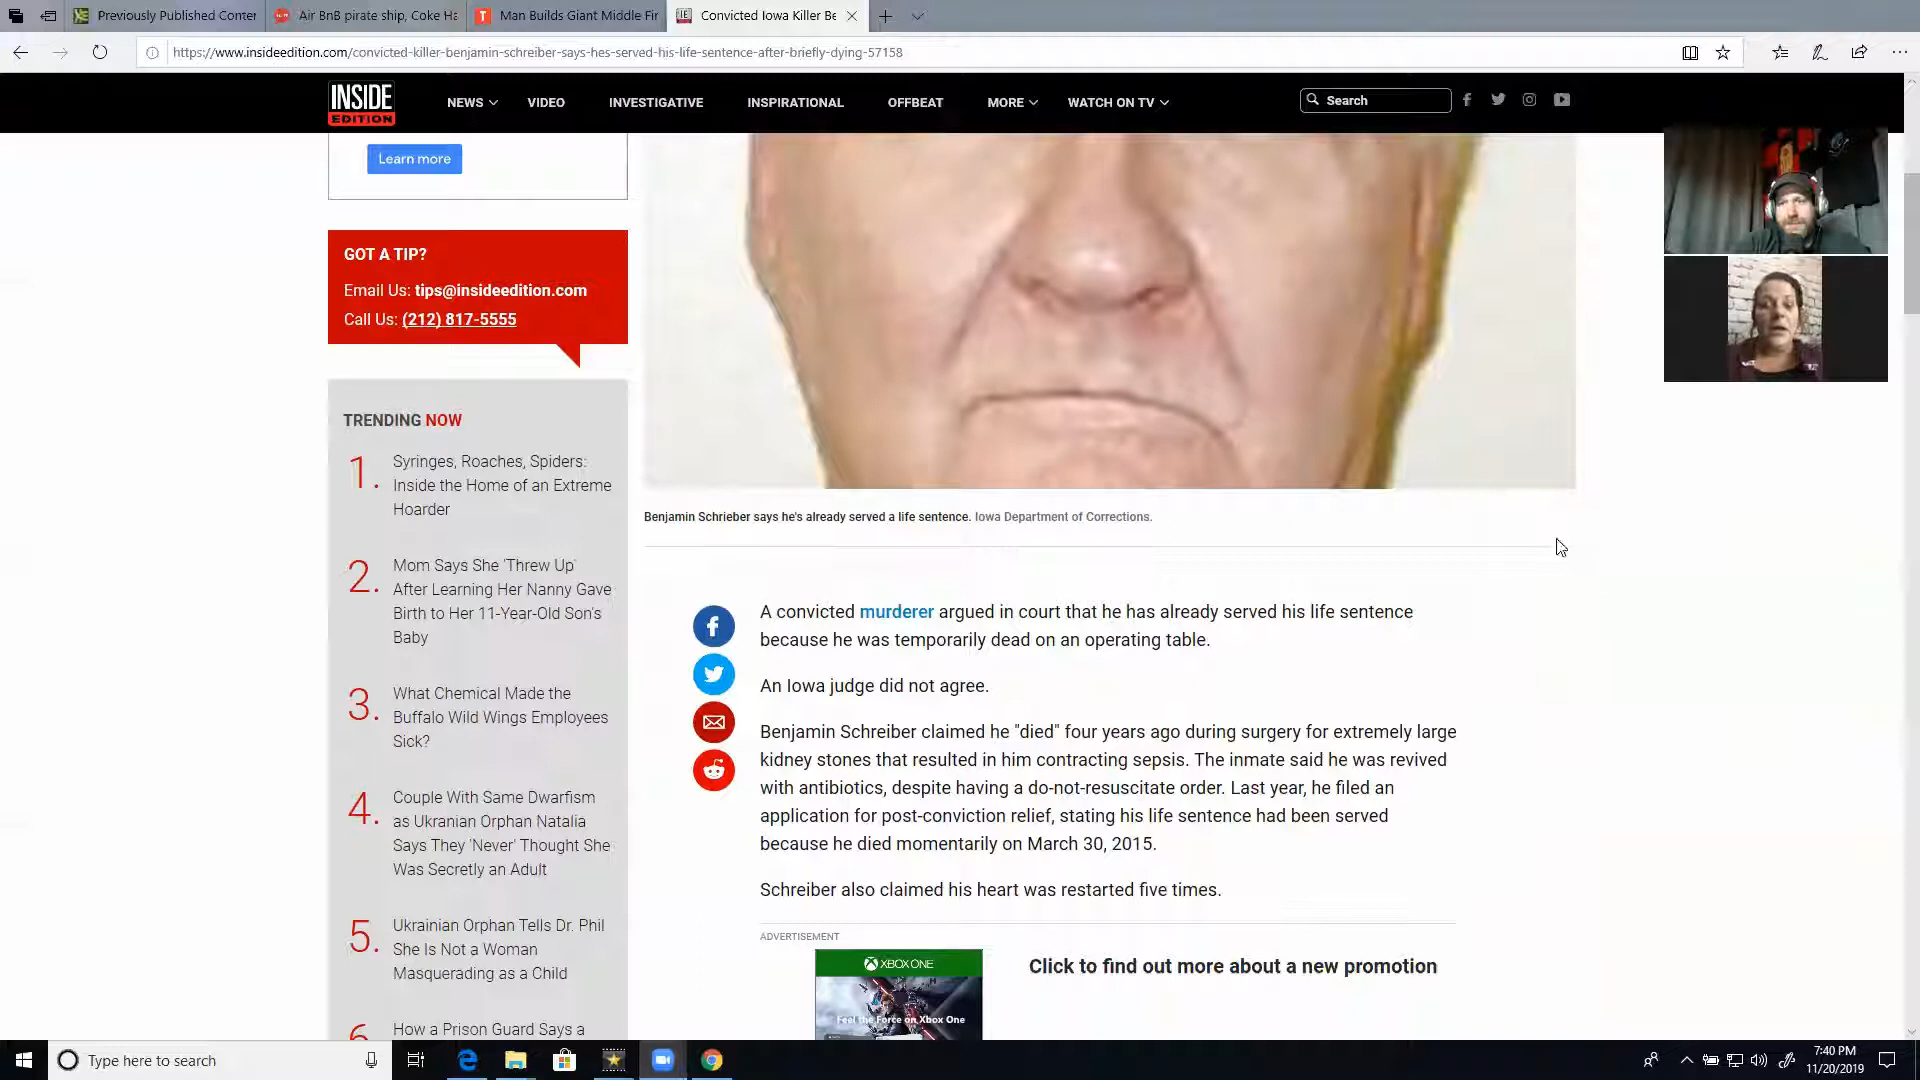 Previously Published Conter
Air BnB pirate ship, Coke Ha
Man Builds Giant Middle Fir
Convicted Iowa Killer Be
https://www.insideedition.com/convicted-killer-benjamin-schreiber-says-hes-served-his-life-sentence-after-briefly-dying-57158
INSIDE
EDITION
NEWS
VIDEO
INVESTIGATIVE
INSPIRATIONAL
OFFBEAT
MORE
WATCH ON TV
Search
Learn more
GOT A TIP?
Email Us: tips@insideedition.com
Call Us: (212) 817-5555
TRENDING NOW
1. Syringes, Roaches, Spiders:
Inside the Home of an Extreme
Hoarder
2. Mom Says She 'Threw Up'
After Learning Her Nanny Gave
Birth to Her 11-Year-Old Son's
Baby
3. What Chemical Made the
Buffalo Wild Wings Employees
Sick?
4. Couple With Same Dwarfism
as Ukranian Orphan Natalia
Says They 'Never' Thought She
Was Secretly an Adult
5. Ukrainian Orphan Tells Dr. Phil
She Is Not a Woman
Masquerading as a Child
6. How a Prison Guard Says a
Benjamin Schrieber says he's already served a life sentence. Iowa Department of Corrections.
A convicted murderer argued in court that he has already served his life sentence
because he was temporarily dead on an operating table.
An Iowa judge did not agree.
Benjamin Schreiber claimed he "died" four years ago during surgery for extremely large
kidney stones that resulted in him contracting sepsis. The inmate said he was revived
with antibiotics, despite having a do-not-resuscitate order. Last year, he filed an
application for post-conviction relief, stating his life sentence had been served
because he died momentarily on March 30, 2015.
Schreiber also claimed his heart was restarted five times.
ADVERTISEMENT
XBOX ONE
Feel the Force on Xbox One
Click to find out more about a new promotion
Type here to search
7:40 PM
11/20/2019